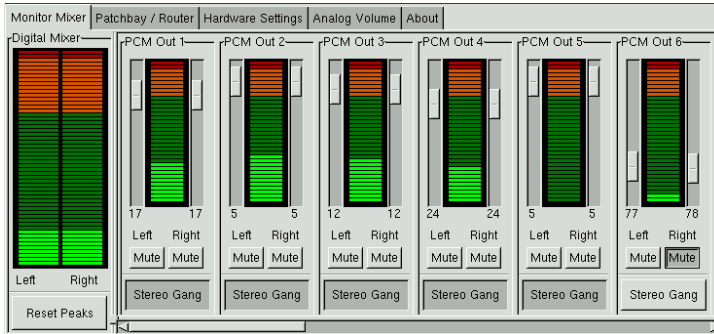 Monitor Mixer Patchbay / Router Hardware Settings Analog Volume About
Digital Mixer PCM Out 1 PCM Out 2 PCM Out 3 PCM Out 4 PCM Out 5 PCM Out 6
17 17 5 5 12 12 24 24 5 5 77 78
Left Right Left Right Left Right Left Right Left Right Left Right
Mute Mute Mute Mute Mute Mute Mute Mute Mute Mute Mute Mute
Left Right
Stereo Gang Stereo Gang Stereo Gang Stereo Gang Stereo Gang Stereo Gang
Reset Peaks